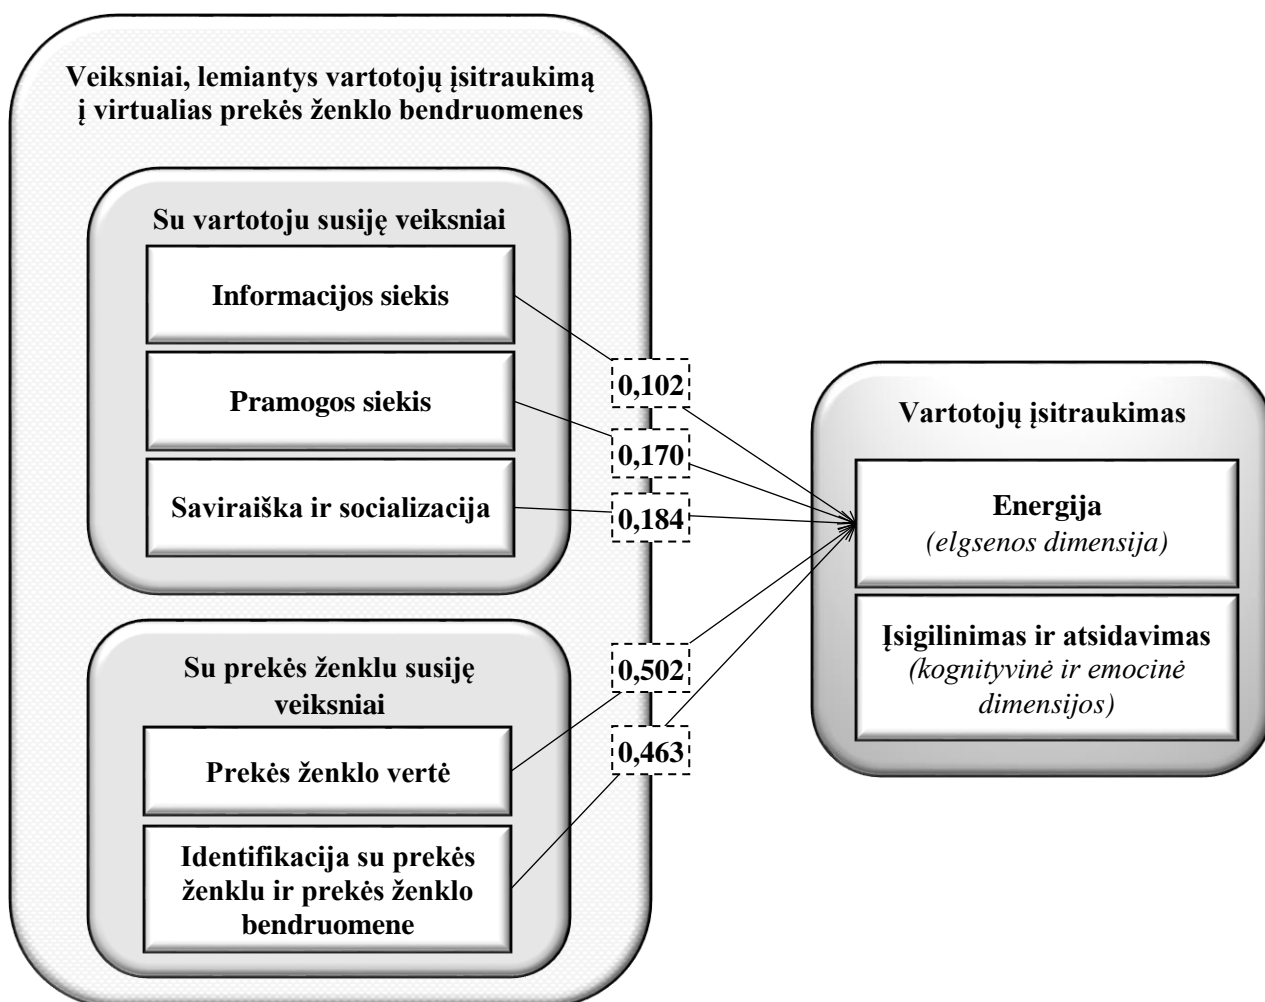 Veiksniai, lemiantys vartotojų įsitraukimą
į virtualias prekės ženklo bendruomenes
Su vartotoju susiję veiksniai
Informacijos siekis
Pramogos siekis
Saviraiška ir socializacija
Su prekės ženklu susiję
veiksniai
Prekės ženklo vertė
Identifikacija su prekės
ženklu ir prekės ženklo
bendruomene
0,102
0,170
0,184
0,502
0,463
Vartotojų įsitraukimas
Energija
(elgsenos dimensija)
Įsigilinimas ir atsidavimas
(kognityvinė ir emocinė
dimensijos)